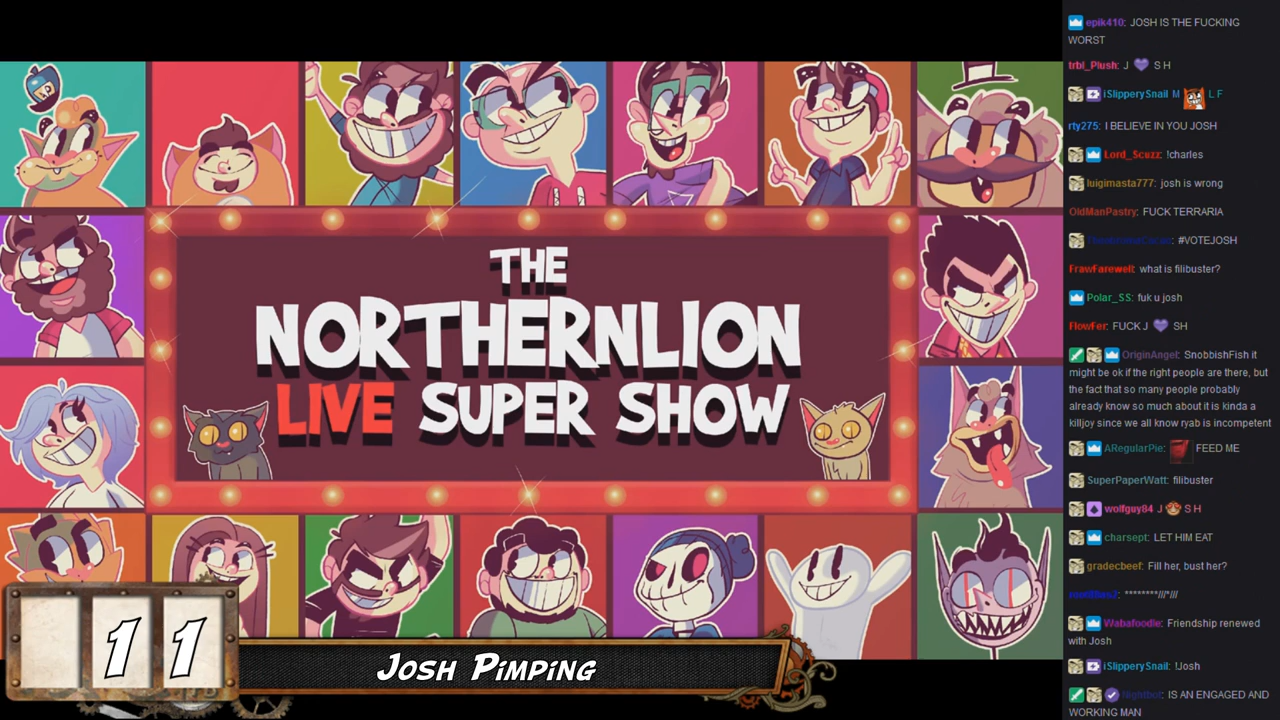 THE
NORTHERNLION
LIVE SUPER SHOW
11
JOSH PIMPING
epik410: JOSH IS THE FUCKING
WORST
trbl_Plush: J 💜 S H
iSlipperySnail M L F
rty275: I BELIEVE IN YOU JOSH
Lord_Scuzz: !charles
luigimasta777: josh is wrong
OldManPastry: FUCK TERRARIA
: #VOTEJOSH
FrawFarewelt: what is filibuster?
Polar_SS: fuk u josh
FlowFer: FUCK J 💜 SH
OriginAngel: SnobbishFish it
might be ok if the right people are there, but
the fact that so many people probably
already know so much about it is kinda a
killjoy since we all know ryab is incompetent
ARegularPie: FEED ME
SuperPaperWatt: filibuster
wolfguy84 J S H
charsept: LET HIM EAT
gradecbeef: Fill her, bust her?
: ********///*///
Wabafoodle: Friendship renewed
with Josh
iSlipperySnail: !Josh
Nightbot: IS AN ENGAGED AND
WORKING MAN